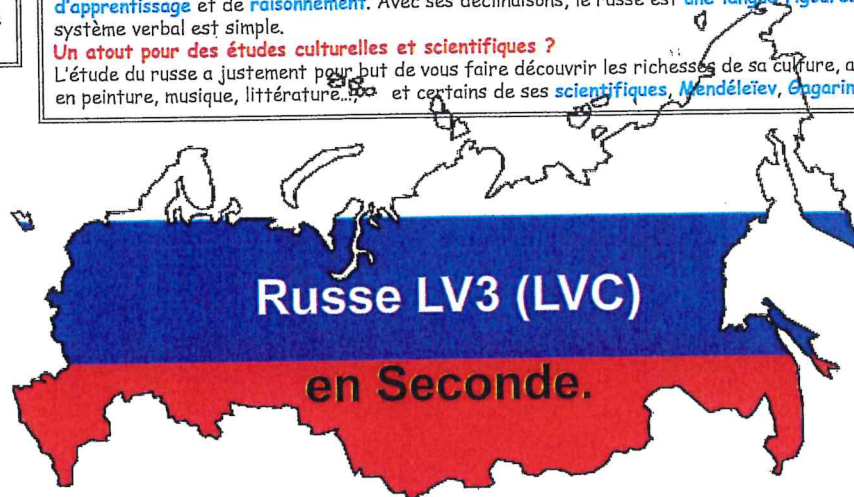 d'apprentissage et de raisonnement. Avec ses déclinaisons, le russe est une langue
système verbal est simple.
Un atout pour des études culturelles et scientifiques ?
L'étude du russe a justement pour but de vous faire découvrir les richesses de sa culture,
en peinture, musique, littérature..., et certains de ses scientifiques, Mendéleïev, Gagarin
Russe LV3 (LVC)
en Seconde.